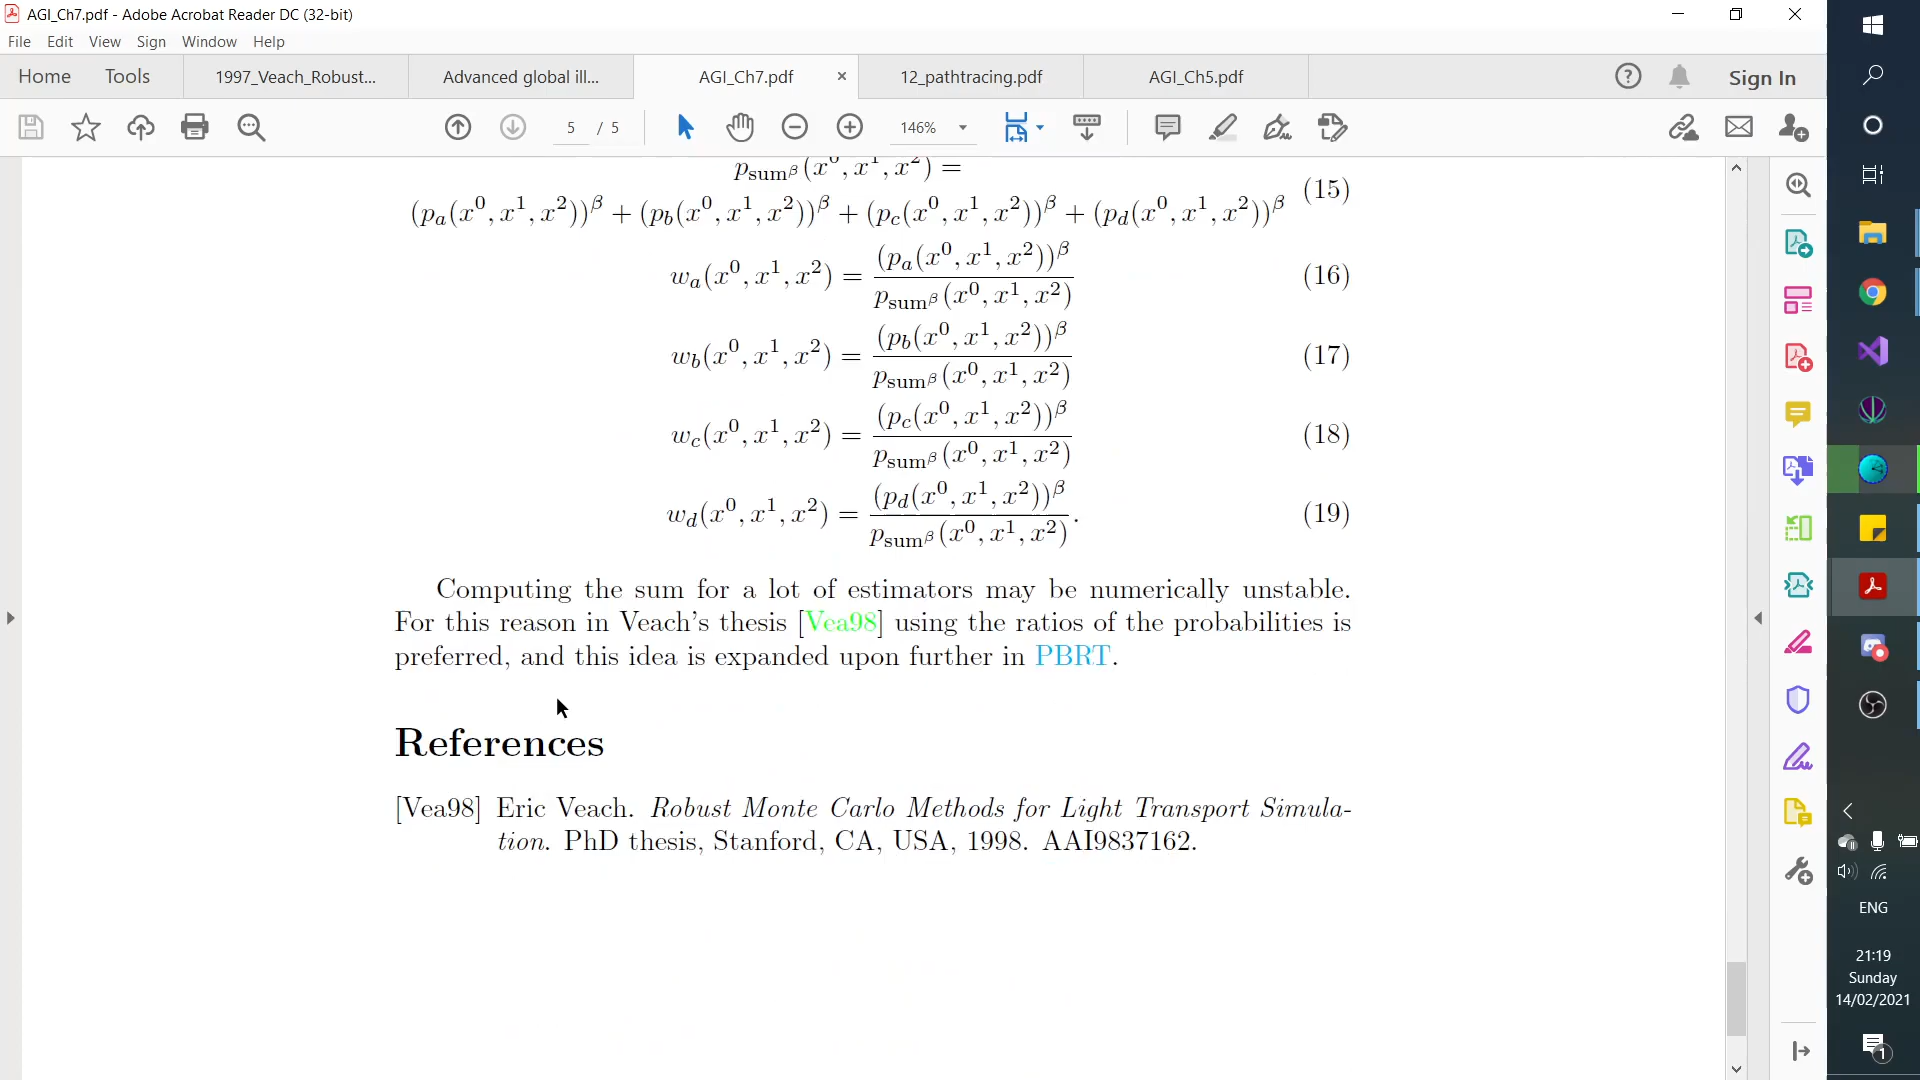 AGI_Ch7.pdf - Adobe Acrobat Reader DC (32-bit)
File Edit View Sign Window Help
Home Tools 1997_Veach_Robust... Advanced global ill... AGI_Ch7.pdf × 12_pathtracing.pdf AGI_Ch5.pdf Sign In
5 / 5 146%
p_sum^β(x^0, x^1, x^2) =
(p_a(x^0, x^1, x^2))^β + (p_b(x^0, x^1, x^2))^β + (p_c(x^0, x^1, x^2))^β + (p_d(x^0, x^1, x^2))^β (15)
w_a(x^0, x^1, x^2) = (p_a(x^0, x^1, x^2))^β / p_sum^β(x^0, x^1, x^2) (16)
w_b(x^0, x^1, x^2) = (p_b(x^0, x^1, x^2))^β / p_sum^β(x^0, x^1, x^2) (17)
w_c(x^0, x^1, x^2) = (p_c(x^0, x^1, x^2))^β / p_sum^β(x^0, x^1, x^2) (18)
w_d(x^0, x^1, x^2) = (p_d(x^0, x^1, x^2))^β / p_sum^β(x^0, x^1, x^2). (19)
Computing the sum for a lot of estimators may be numerically unstable.
For this reason in Veach's thesis [Vea98] using the ratios of the probabilities is
preferred, and this idea is expanded upon further in PBRT.
References
[Vea98] Eric Veach. Robust Monte Carlo Methods for Light Transport Simula-
tion. PhD thesis, Stanford, CA, USA, 1998. AAI9837162.
ENG
21:19
Sunday
14/02/2021
1